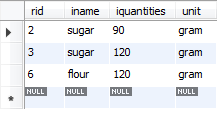 rid iname iquantities unit
2 sugar 90 gram
3 sugar 120 gram
6 flour 120 gram
NULL NULL NULL NULL